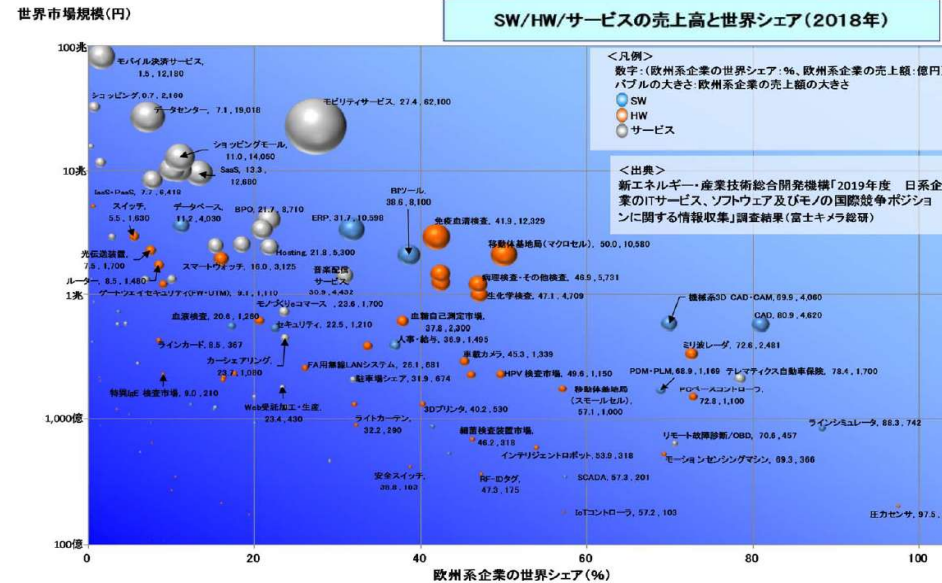 世界市場規模(円)
SW/HW/サービスの売上高と世界シェア(2018年)
100兆
10兆
1兆
1,000億
100億
<凡例>
数字:(欧州系企業の世界シェア:%、欧州系企業の売上額:億円)
バブルの大きさ:欧州系企業の売上額の大きさ
SW
HW
サービス
<出典>
新エネルギー・産業技術総合開発機構「2019年度 日系企
業のITサービス、ソフトウェア及びモノの国際競争ポジショ
ンに関する情報収集」調査結果(富士キメラ総研)
モバイル決済サービス,
1.5, 12,180
ショッピング, 0.7, 2,180
データセンター, 7.1, 19,018
モビリティサービス, 27.4, 62,100
ショッピングモール,
11.0, 14,060
SaaS, 13.3,
12,600
IaaS・PaaS, 7.7, 8,418
スイッチ,
5.5, 1,630
データベース,
11.2, 4,030
BPO, 21.7, 8,710
ERP, 31.7, 10,598
BIツール,
38.6, 8,100
免疫血清検査, 41.9, 12,329
移動体基地局(マクロセル), 50.0, 10,580
光伝送装置,
7.5, 1,700
Hosting, 21.8, 5,300
ルーター, 8.5, 1,480
スマートウォッチ, 16.0, 3,125
音楽配信
サービス,
30.9, 4,432
病理検査・その他検査, 46.9, 5,731
生化学検査, 47.1, 4,709
ゲートウェイセキュリティ(FW・UTM), 9.1, 1,110
モノづくりeコマース, 23.6, 1,700
機械系3D CAD・CAM, 69.9, 4,060
CAD, 80.9, 4,620
血液検査, 20.6, 1,280
セキュリティ, 22.5, 1,210
血糖自己測定市場,
37.8, 2,300
人事・給与, 36.9, 1,495
ラインカード, 8.5, 367
カーシェアリング,
23.7, 1,060
車載カメラ, 45.3, 1,339
ミリ波レーダ, 72.6, 2,481
FA用無線LANシステム, 26.1, 681
駐車場シェア, 31.9, 674
HPV 検査市場, 49.6, 1,150
PDM・PLM, 68.9, 1,169
テレマティクス自動車保険, 78.4, 1,700
特異IgE 検査市場, 9.0, 210
Web受託加工・生産,
23.4, 430
3Dプリンタ, 40.2, 530
移動体基地局
(スモールセル),
57.1, 1,000
PCベースコントローラ,
72.8, 1,100
ライトカーテン,
32.2, 290
細菌検査装置市場,
46.2, 318
ラインシミュレータ, 88.3, 742
インテリジェントロボット, 53.9, 318
リモート故障診断/OBD, 70.6, 457
モーションセンシングマシン, 69.3, 366
安全スイッチ,
38.8, 103
RF-IDタグ,
47.3, 175
SCADA, 57.3, 201
IoTコントローラ, 57.2, 103
圧力センサ, 97.5,
0
20
40
60
80
100
欧州系企業の世界シェア(%)